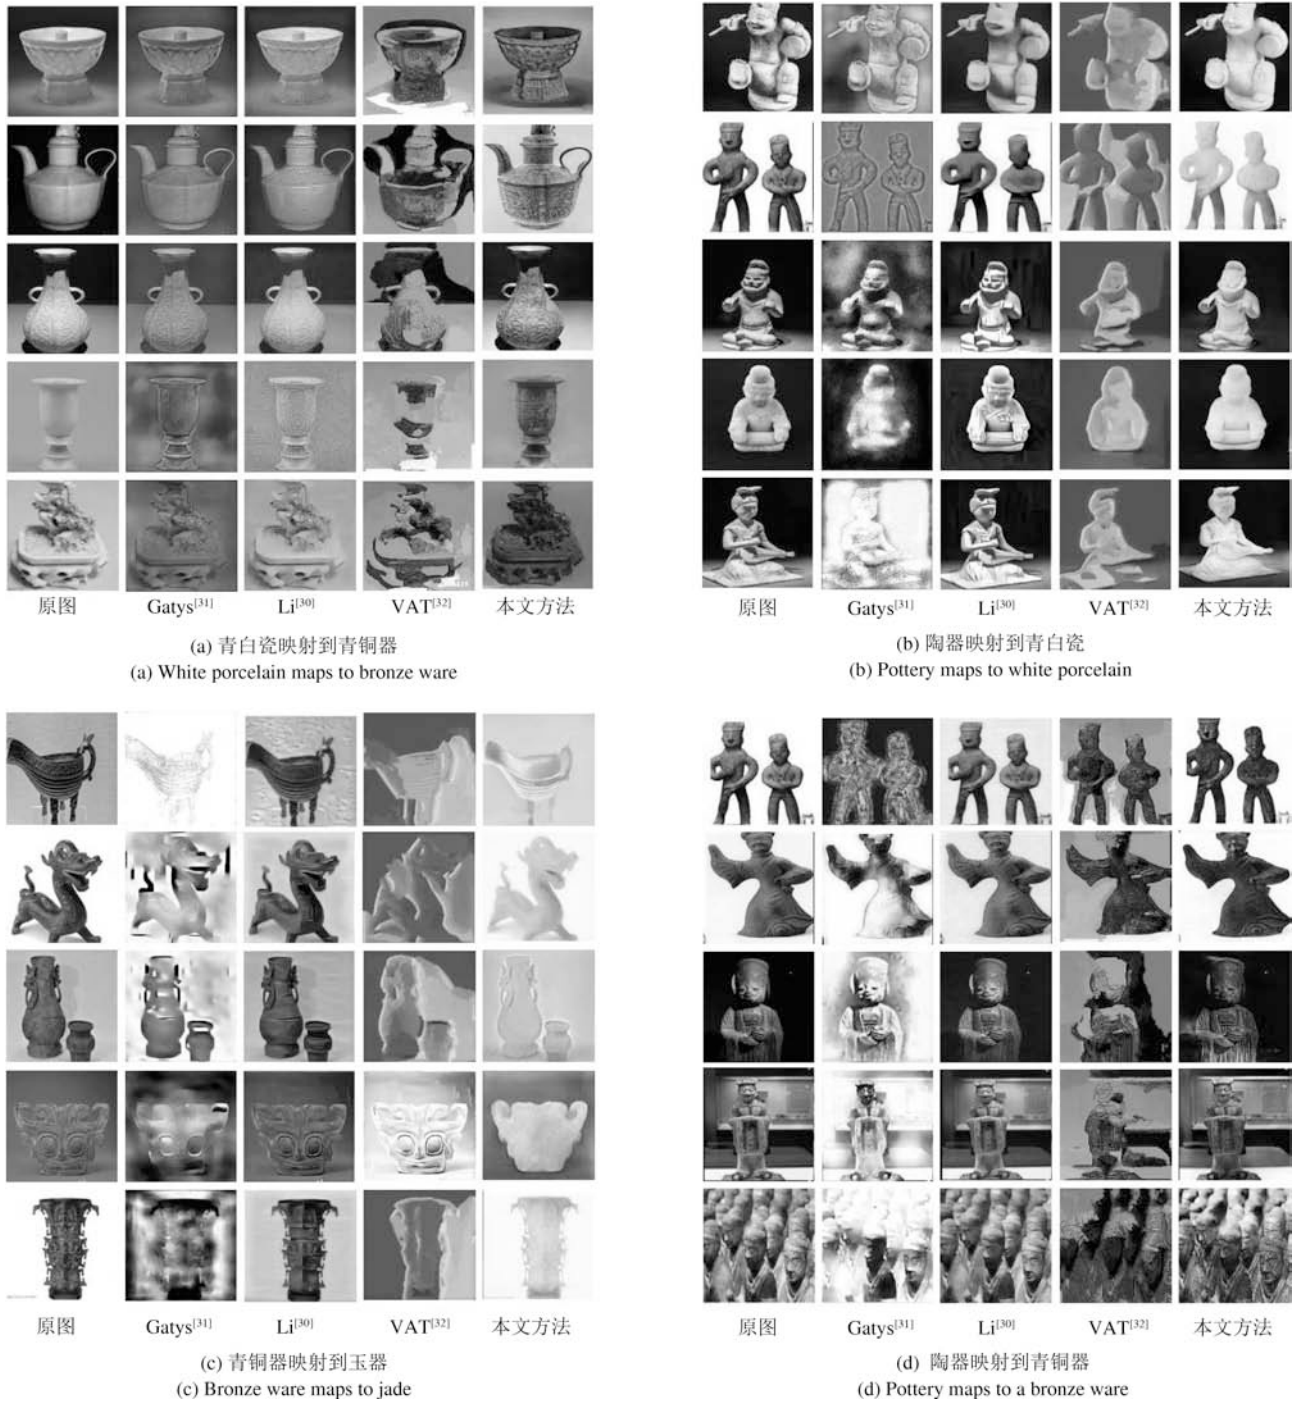 原图 Gatys[31] Li[30] VAT[32] 本文方法
(a) 青白瓷映射到青铜器
(a) White porcelain maps to bronze ware
原图 Gatys[31] Li[30] VAT[32] 本文方法
(b) 陶器映射到青白瓷
(b) Pottery maps to white porcelain
原图 Gatys[31] Li[30] VAT[32] 本文方法
(c) 青铜器映射到玉器
(c) Bronze ware maps to jade
原图 Gatys[31] Li[30] VAT[32] 本文方法
(d) 陶器映射到青铜器
(d) Pottery maps to a bronze ware